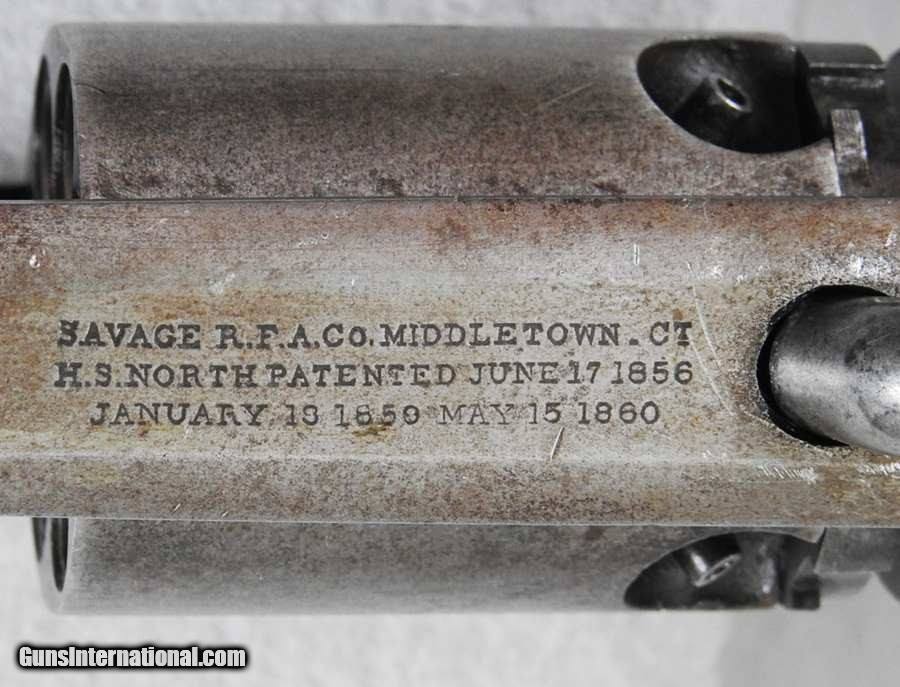 SAVAGE R.F.A.CO. MIDDLETOWN. CT
H.S. NORTH PATENTED JUNE 17 1856
JANUARY 18 1859 MAY 15 1860
GunsInternational.com